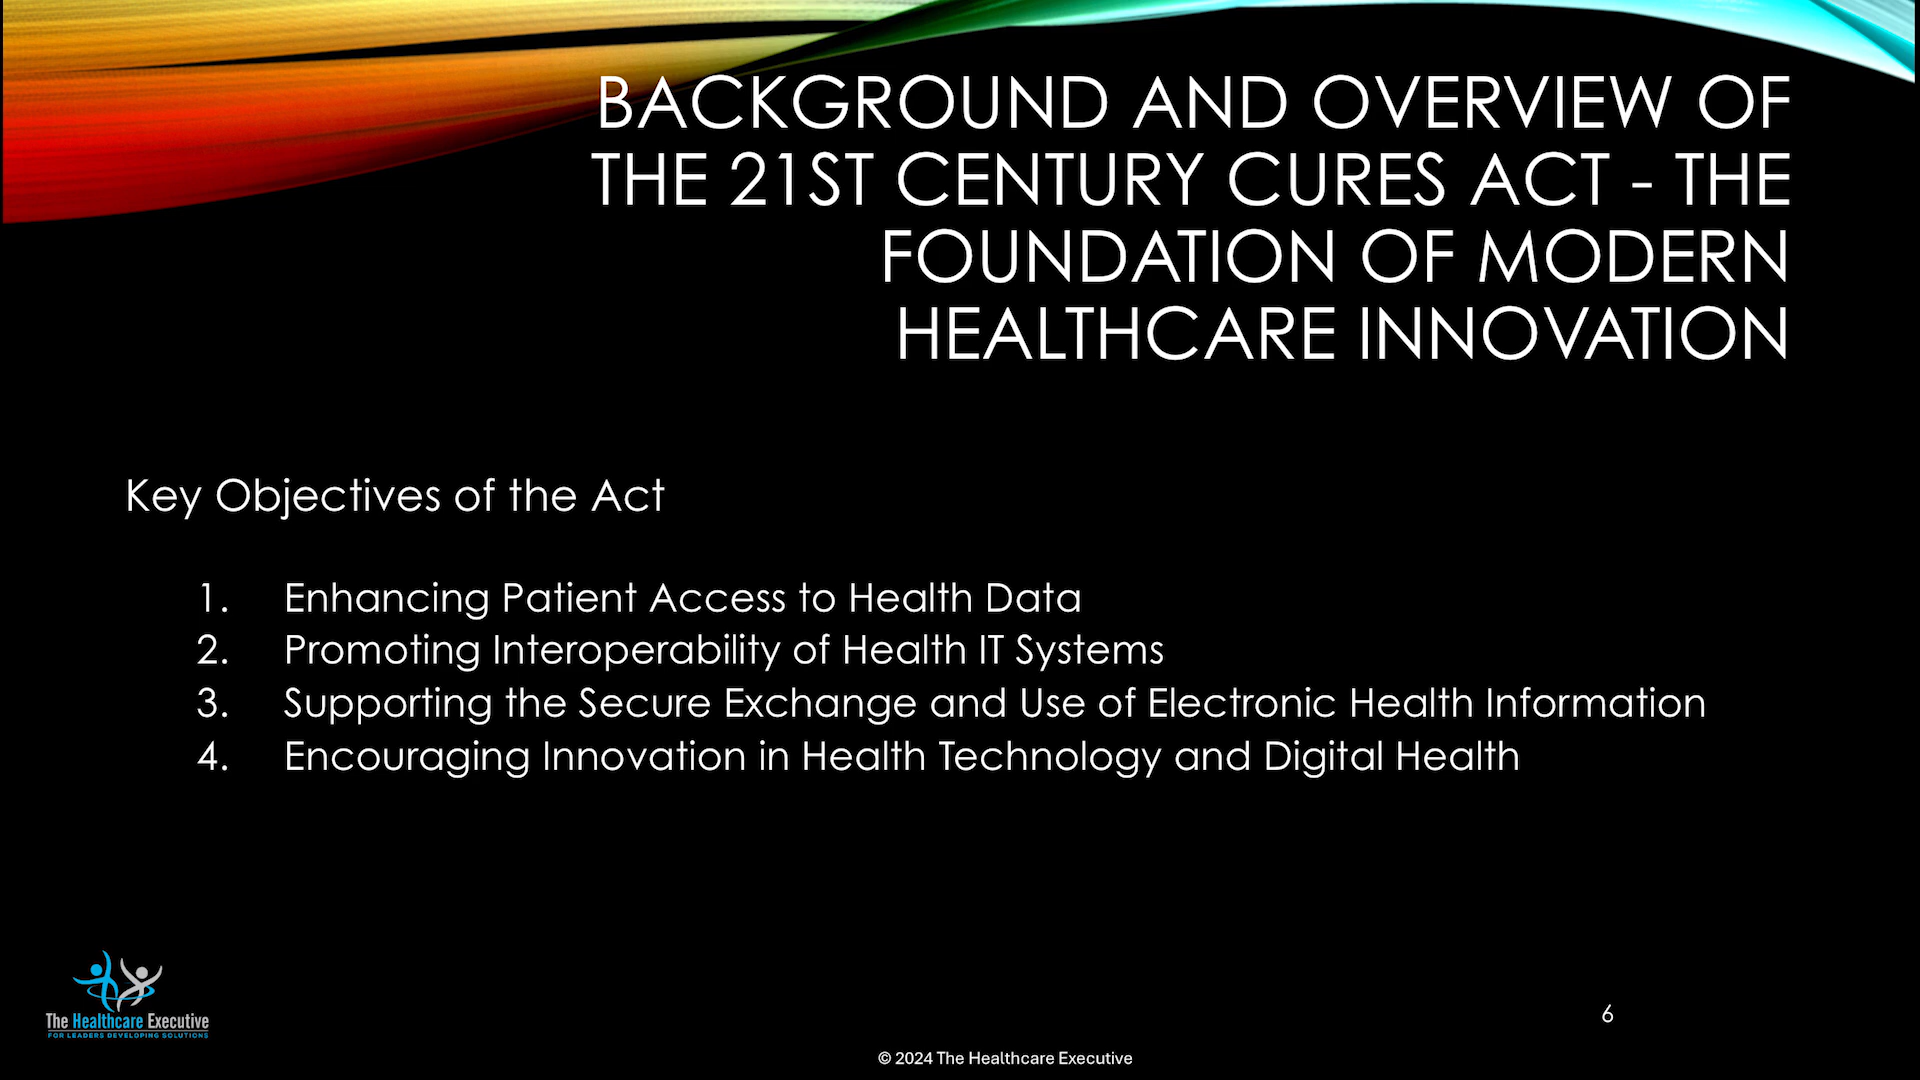 BACKGROUND AND OVERVIEW OF
THE 21ST CENTURY CURES ACT - THE
FOUNDATION OF MODERN
HEALTHCARE INNOVATION
Key Objectives of the Act
1. Enhancing Patient Access to Health Data
2. Promoting Interoperability of Health IT Systems
3. Supporting the Secure Exchange and Use of Electronic Health Information
4. Encouraging Innovation in Health Technology and Digital Health
The Healthcare Executive
FOR LEADERS DEVELOPING SOLUTIONS
6
© 2024 The Healthcare Executive